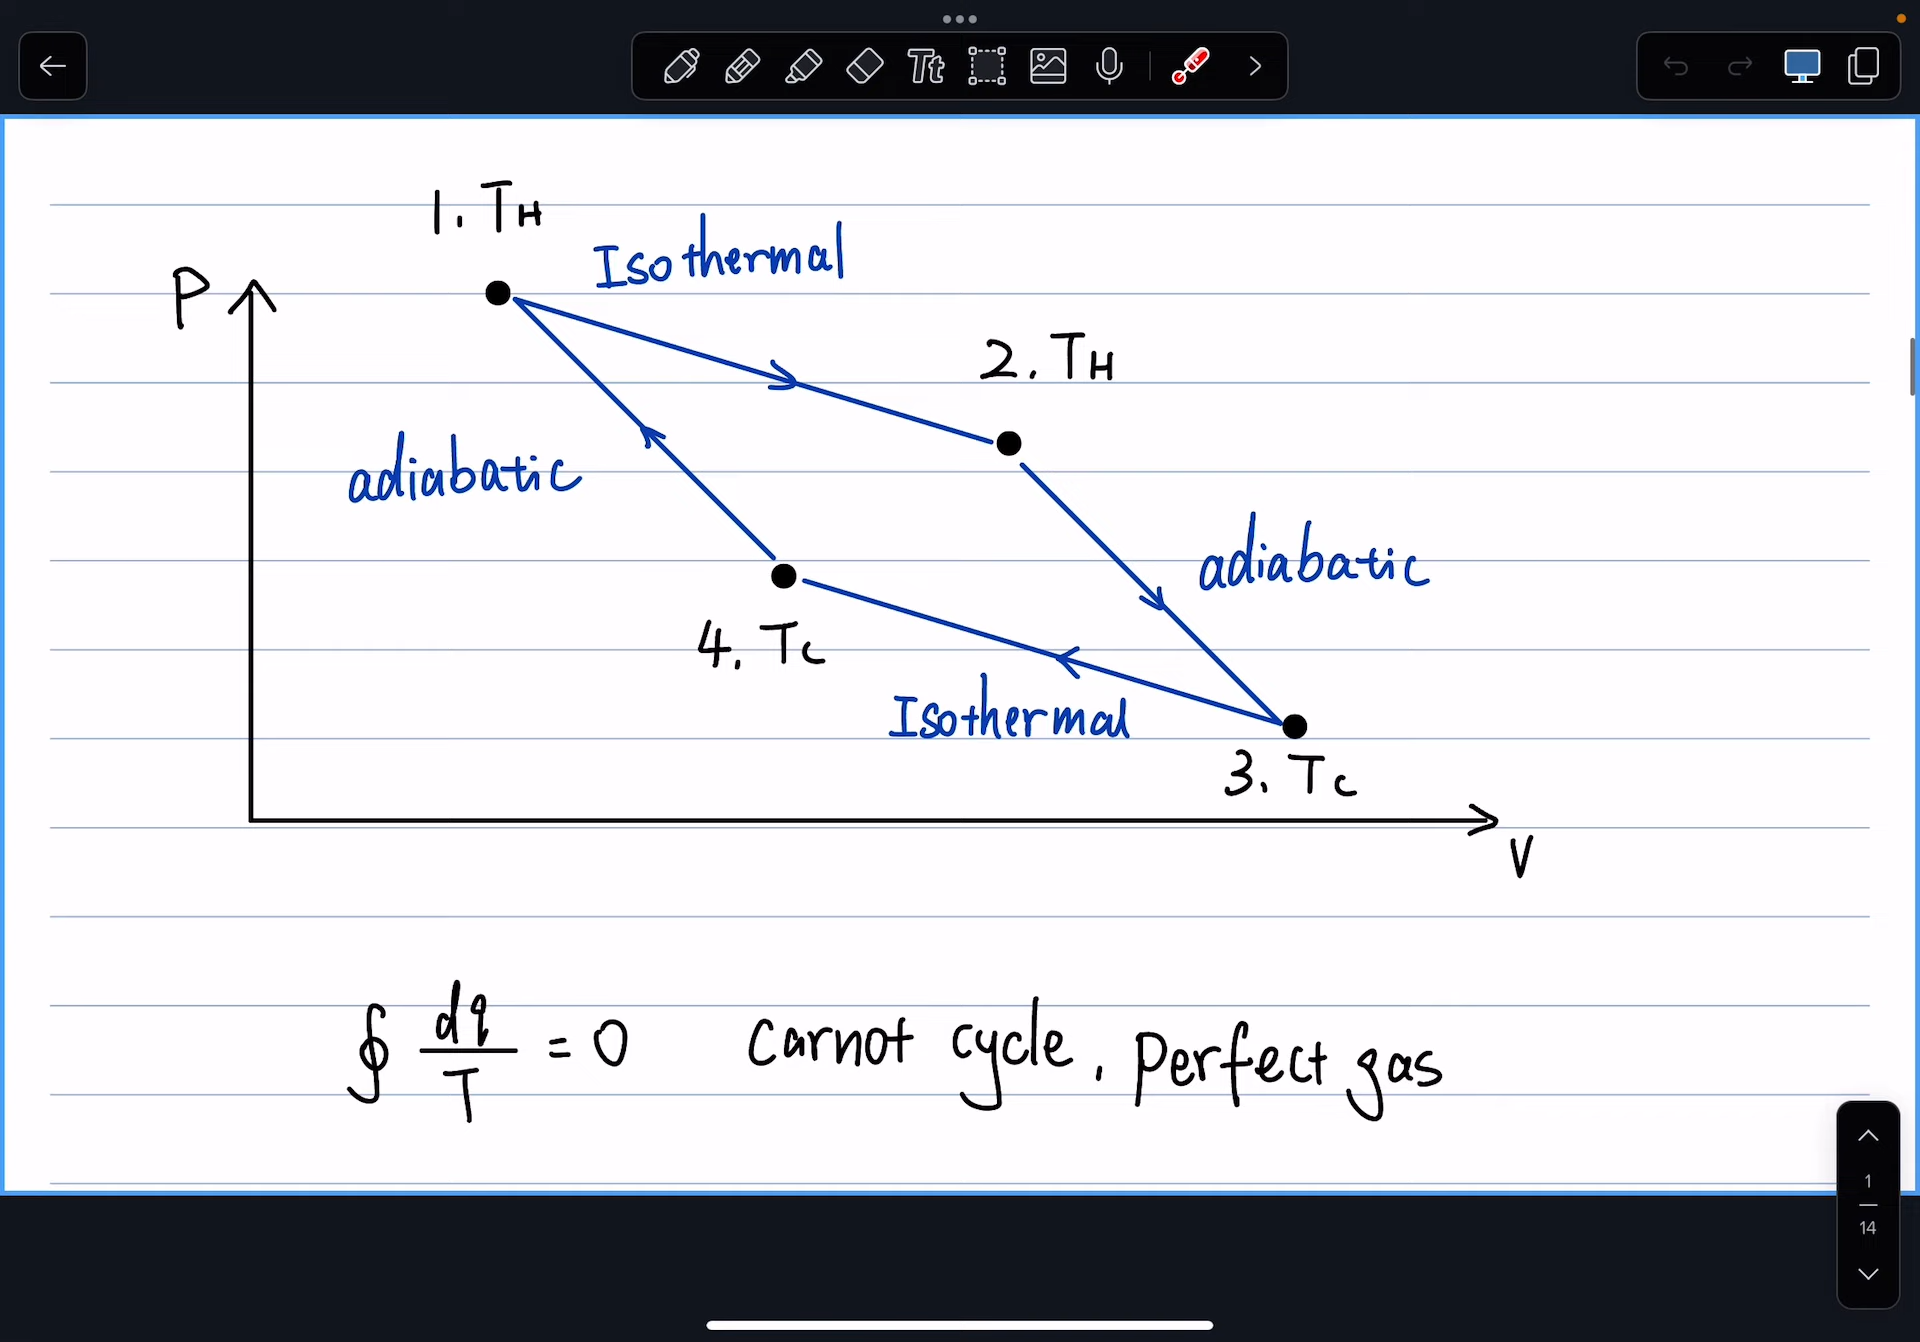 Tt
1. TH
Isothermal
P
2. TH
adiabatic
adiabatic
4. Tc
Isothermal
3. Tc
V
∮ dq/T = 0 Carnot cycle, perfect gas
1
14